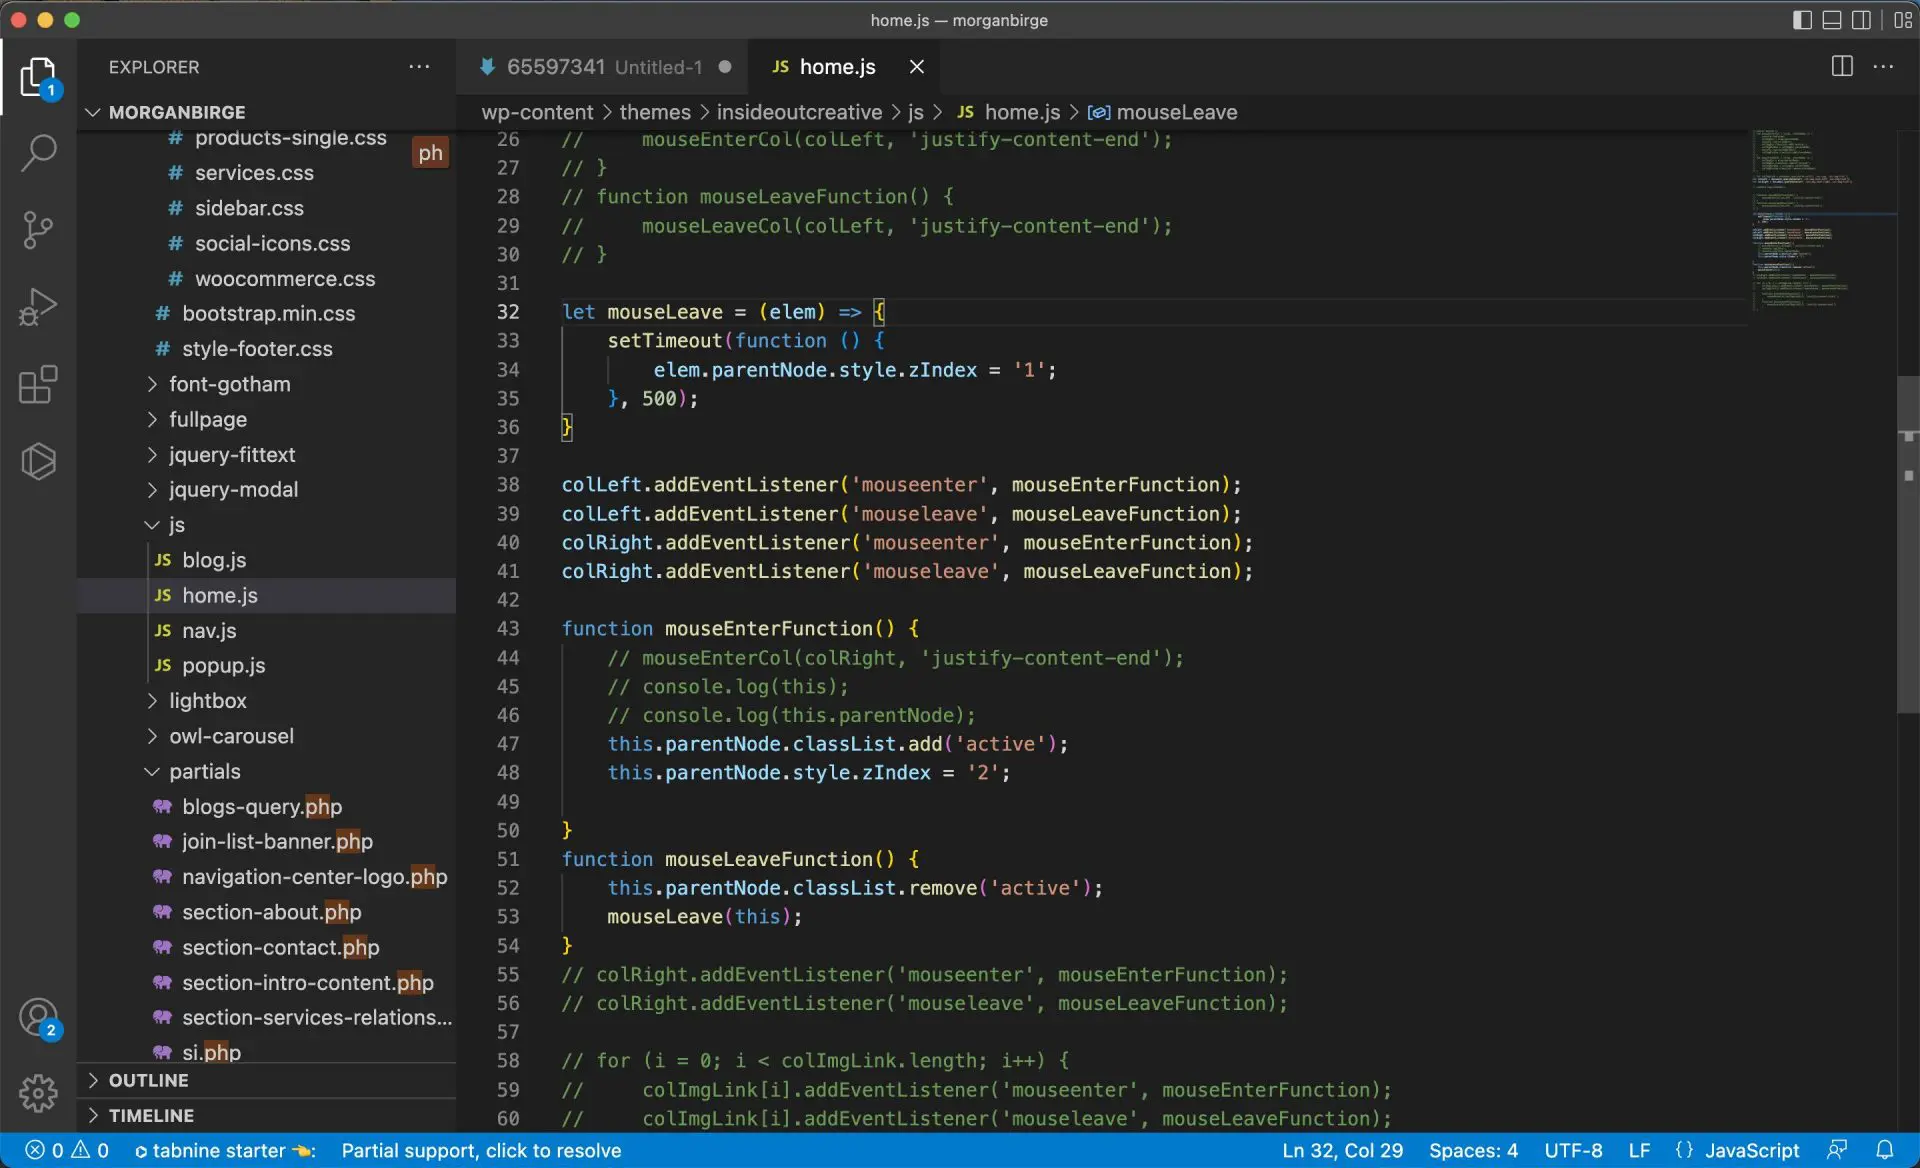 home.js — morganbirge
EXPLORER
65597341 Untitled-1
JS home.js
MORGANBIRGE
wp-content > themes > insideoutcreative > js > JS home.js > mouseLeave
# products-single.css
ph
# services.css
# sidebar.css
# social-icons.css
# woocommerce.css
# bootstrap.min.css
# style-footer.css
font-gotham
fullpage
jquery-fittext
jquery-modal
js
JS blog.js
JS home.js
JS nav.js
JS popup.js
lightbox
owl-carousel
partials
blogs-query.php
join-list-banner.php
navigation-center-logo.php
section-about.php
section-contact.php
section-intro-content.php
section-services-relations...
si.php
OUTLINE
TIMELINE
1
2
26 //     mouseEnterCol(colLeft, 'justify-content-end');
27 // }
28 // function mouseLeaveFunction() {
29 //     mouseLeaveCol(colLeft, 'justify-content-end');
30 // }
31
32 let mouseLeave = (elem) => {
33     setTimeout(function () {
34         elem.parentNode.style.zIndex = '1';
35     }, 500);
36 }
37
38 colLeft.addEventListener('mouseenter', mouseEnterFunction);
39 colLeft.addEventListener('mouseleave', mouseLeaveFunction);
40 colRight.addEventListener('mouseenter', mouseEnterFunction);
41 colRight.addEventListener('mouseleave', mouseLeaveFunction);
42
43 function mouseEnterFunction() {
44     // mouseEnterCol(colRight, 'justify-content-end');
45     // console.log(this);
46     // console.log(this.parentNode);
47     this.parentNode.classList.add('active');
48     this.parentNode.style.zIndex = '2';
49
50 }
51 function mouseLeaveFunction() {
52     this.parentNode.classList.remove('active');
53     mouseLeave(this);
54 }
55 // colRight.addEventListener('mouseenter', mouseEnterFunction);
56 // colRight.addEventListener('mouseleave', mouseLeaveFunction);
57
58 // for (i = 0; i < colImgLink.length; i++) {
59 //     colImgLink[i].addEventListener('mouseenter', mouseEnterFunction);
60 //     colImgLink[i].addEventListener('mouseleave', mouseLeaveFunction);
0 0 tabnine starter 👈: Partial support, click to resolve Ln 32, Col 29 Spaces: 4 UTF-8 LF {} JavaScript